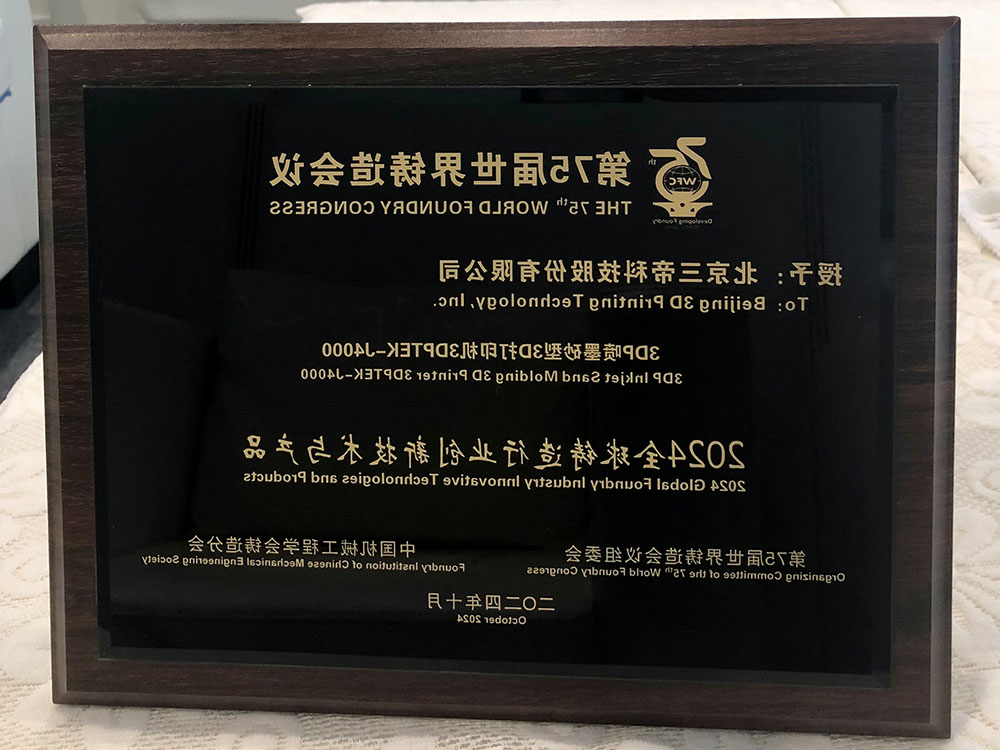 75th
WFC
Developing Foundry
第75届世界铸造会议
THE 75th WORLD FOUNDRY CONGRESS
授予：北京三帝科技股份有限公司
To: Beijing 3D Printing Technology, Inc.
3DP喷墨砂型3D打印机3DPTEK-J4000
3DP Inkjet Sand Molding 3D Printer 3DPTEK-J4000
2024全球铸造行业创新技术与产品
2024 Global Foundry Industry Innovative Technologies and Products
第75届世界铸造会议组委会
Organizing Committee of the 75th World Foundry Congress
中国机械工程学会铸造分会
Foundry Institution of Chinese Mechanical Engineering Society
二〇二四年十月
October 2024